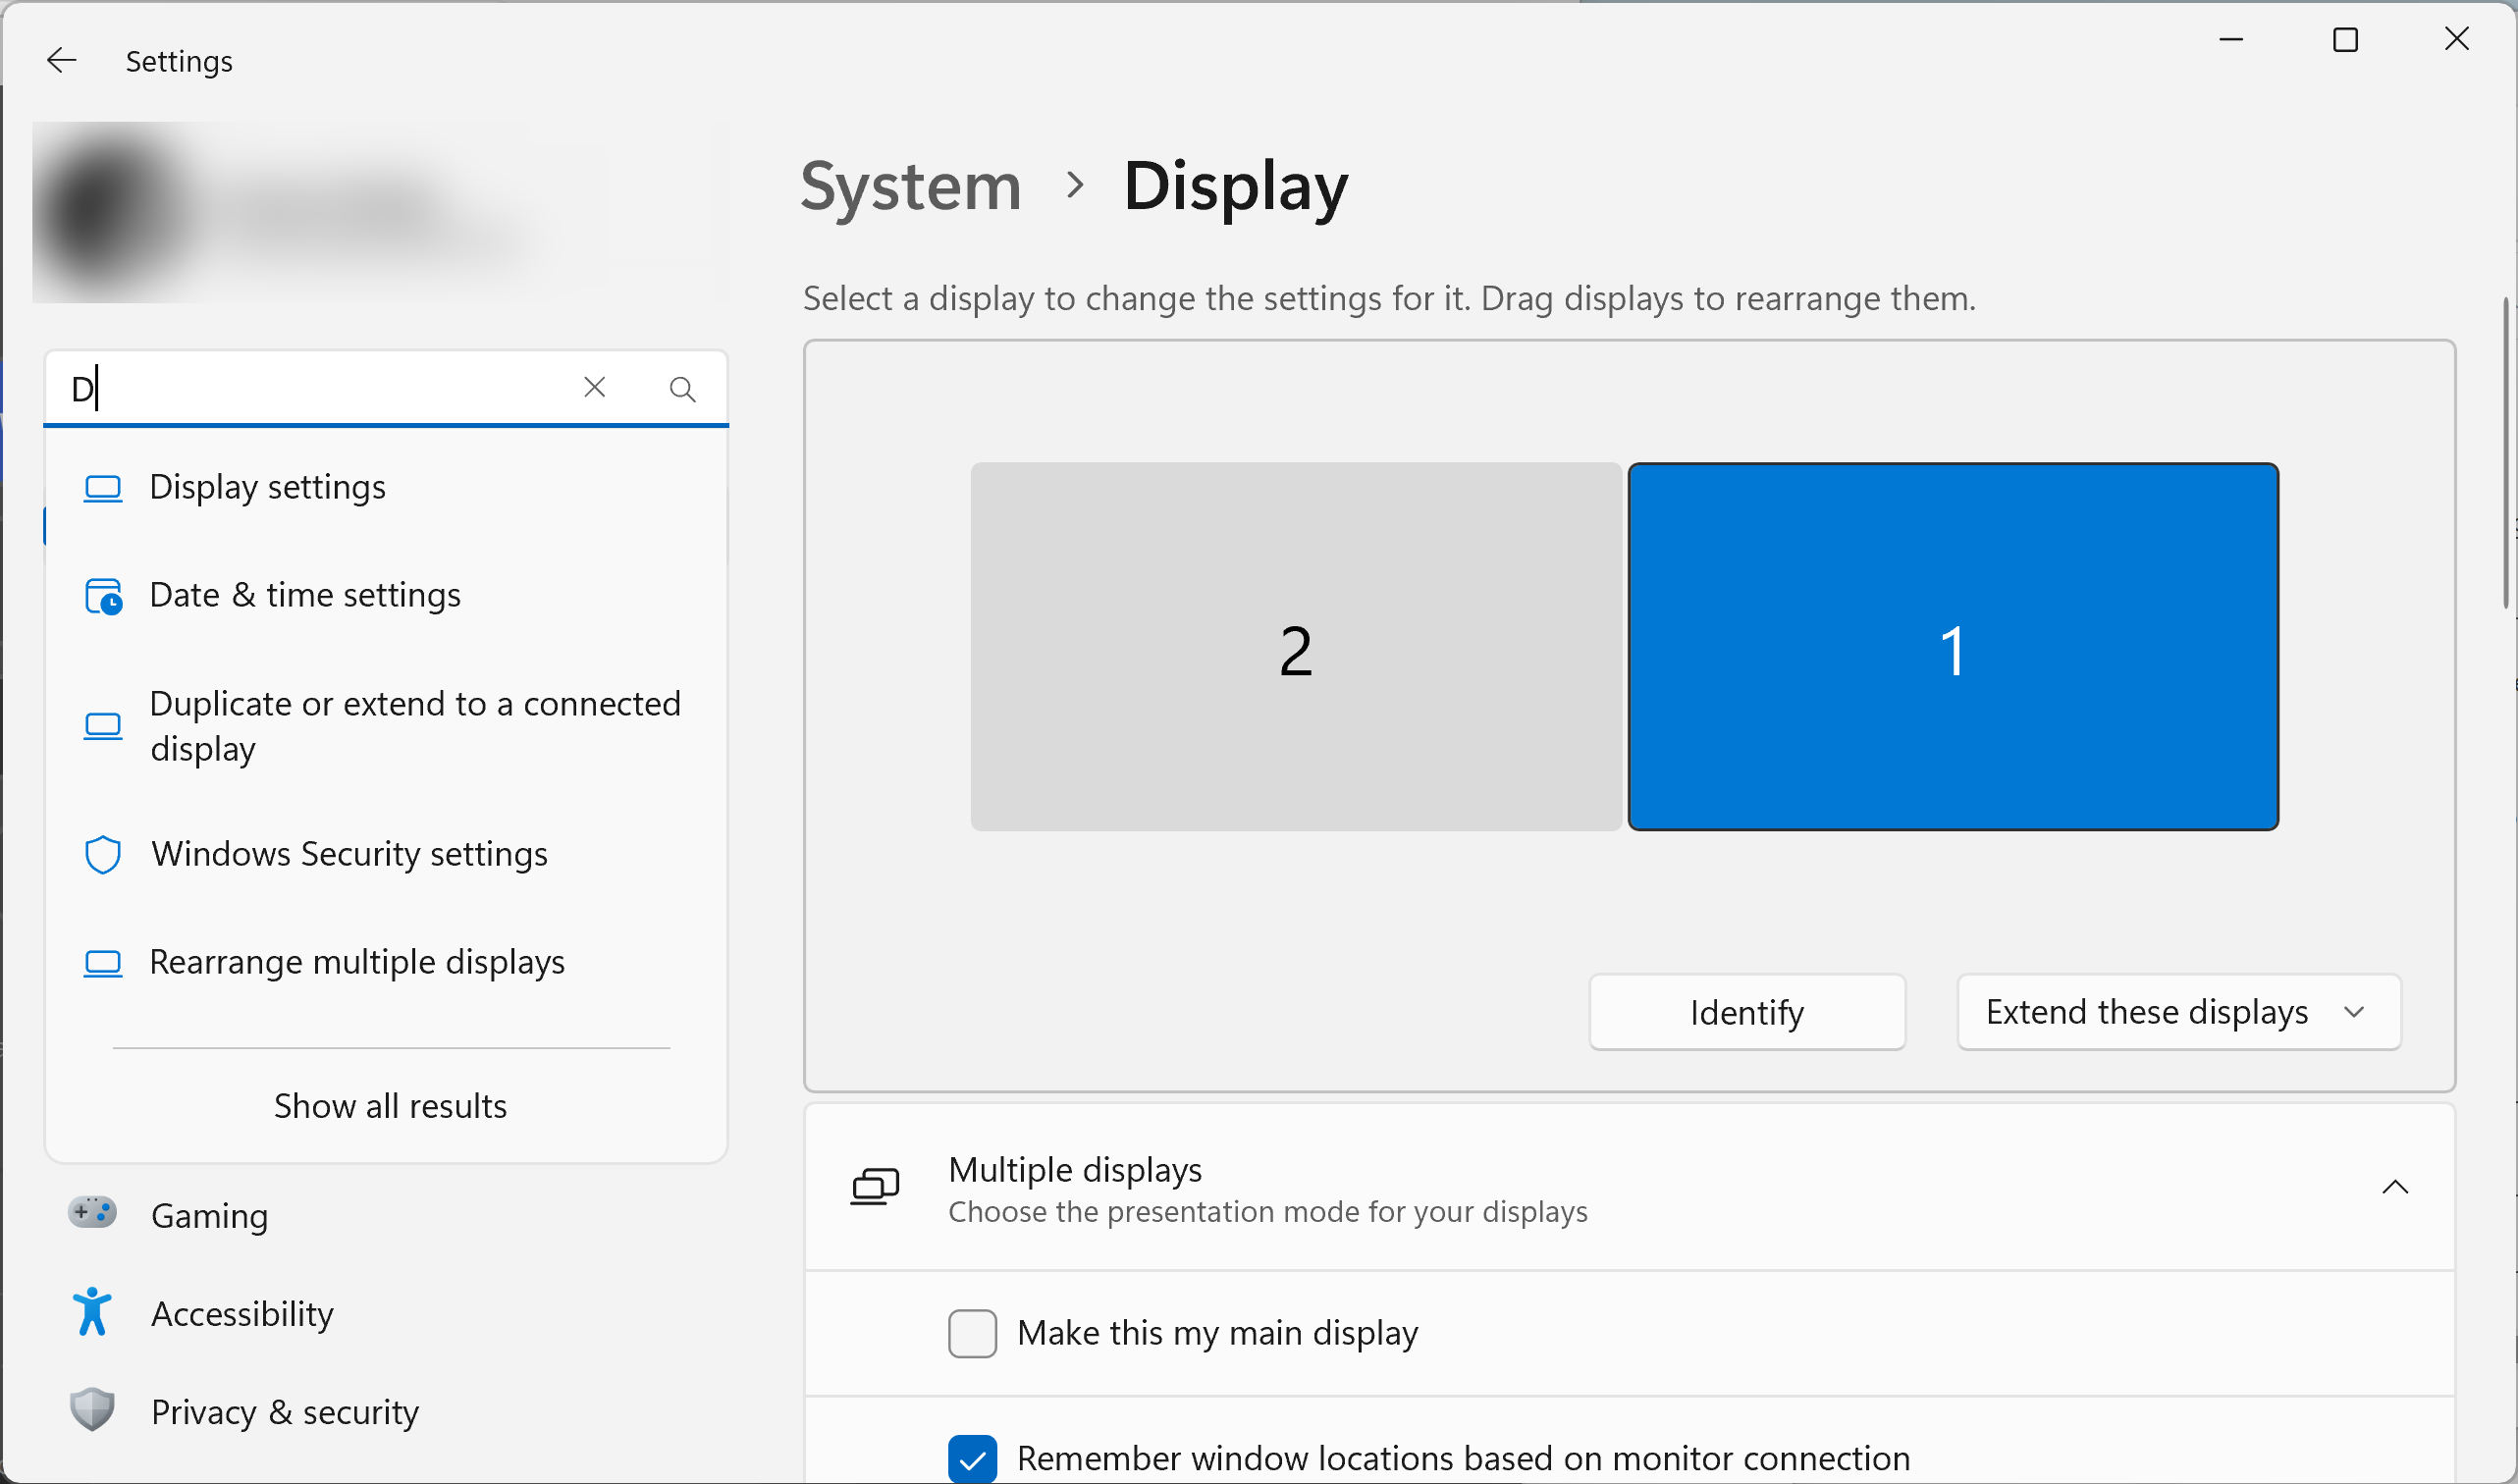 Settings
System > Display
Select a display to change the settings for it. Drag displays to rearrange them.
D
Display settings
Date & time settings
Duplicate or extend to a connected
display
Windows Security settings
Rearrange multiple displays
Show all results
Gaming
Accessibility
Privacy & security
2
1
Identify
Extend these displays
Multiple displays
Choose the presentation mode for your displays
Make this my main display
Remember window locations based on monitor connection